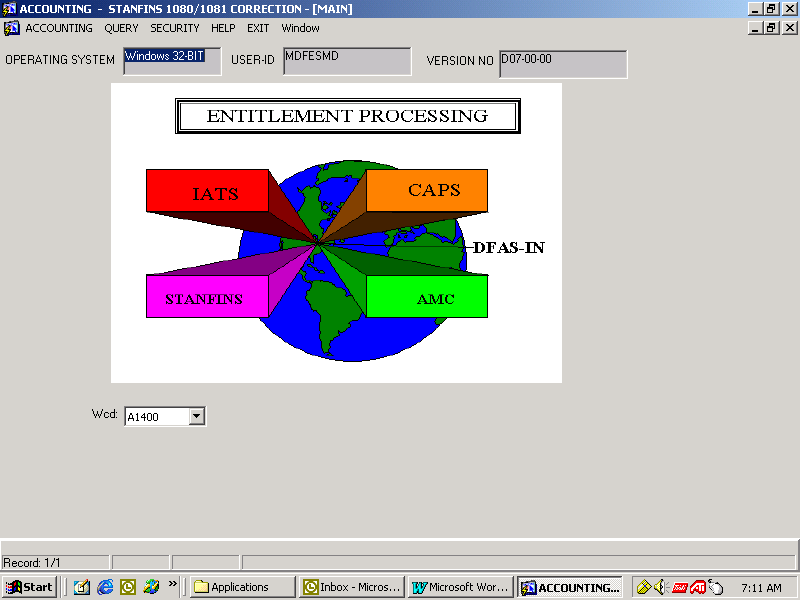 ACCOUNTING - STANFINS 1080/1081 CORRECTION - [MAIN]
ACCOUNTING QUERY SECURITY HELP EXIT Window
OPERATING SYSTEM Windows 32-BIT USER-ID MDFESMD VERSION NO D07-00-00
ENTITLEMENT PROCESSING
IATS CAPS
DFAS-IN
STANFINS AMC
Wcd: A1400
Record: 1/1
Start » Applications Inbox - Micros... Microsoft Wor... ACCOUNTING... 7:11 AM